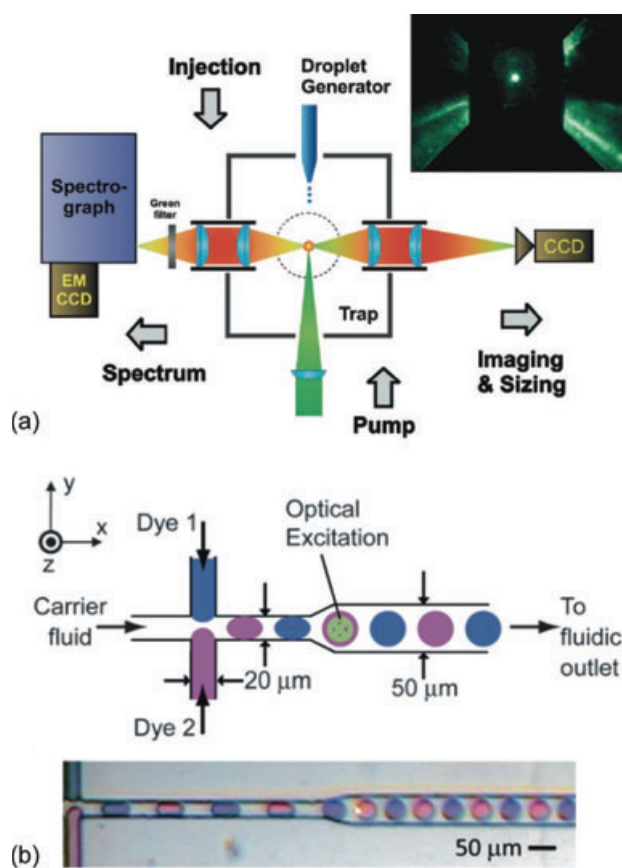 Injection
Droplet
Generator
Spectro-
graph
Green
filter
EM
CCD
CCD
Trap
Spectrum
Imaging
& Sizing
Pump
(a)
y
x
z
Dye 1
Optical
Excitation
Carrier
fluid
To
fluidic
outlet
20 μm
50 μm
Dye 2
50 μm
(b)